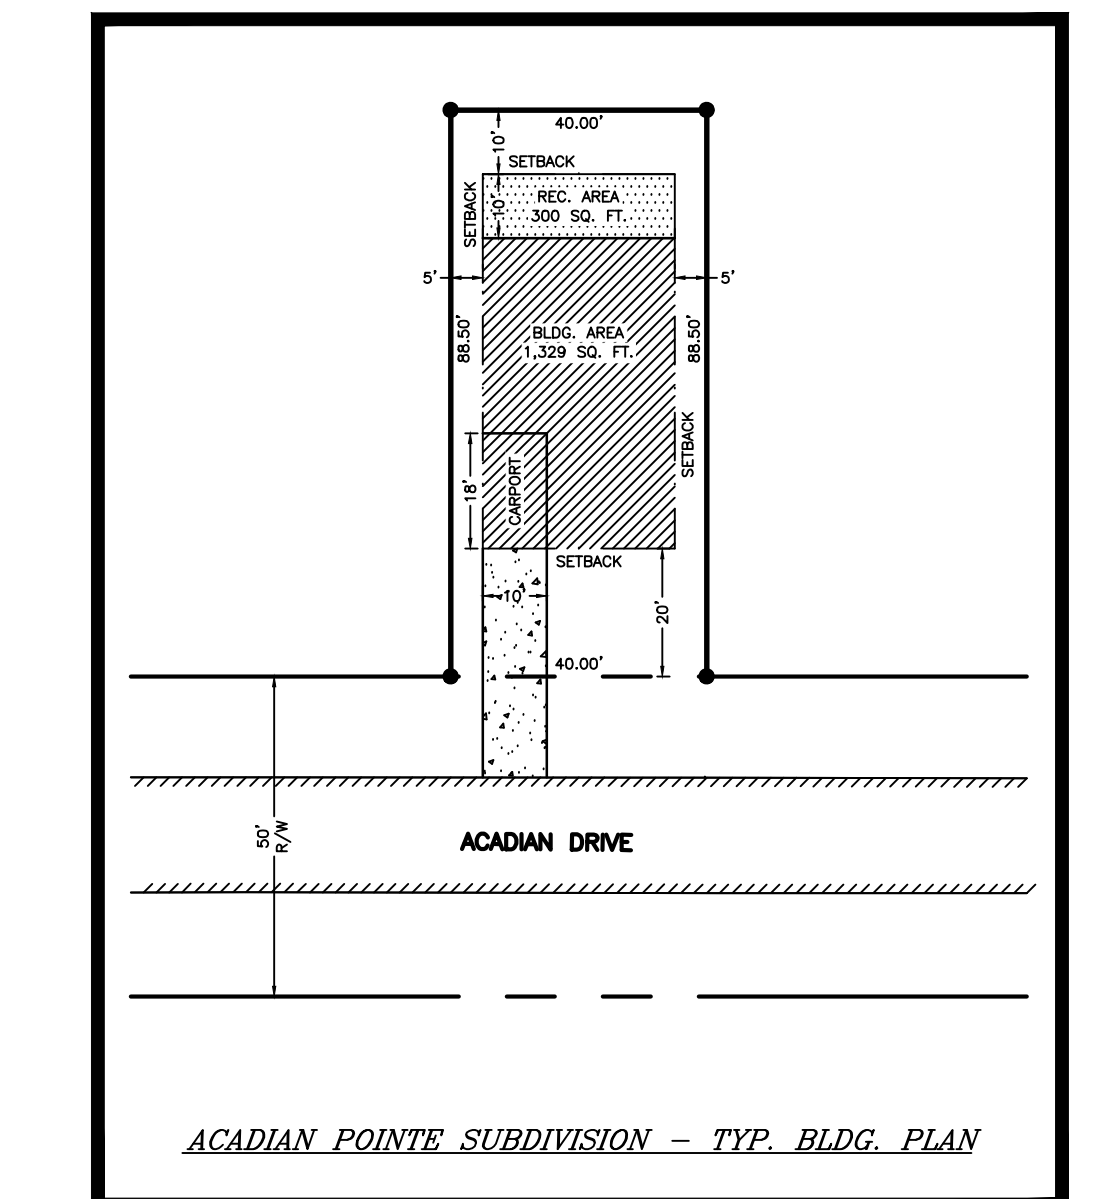 40.00'
10'
SETBACK
SETBACK
10'
REC. AREA
300 SQ. FT.
5'
5'
88.50'
BLDG. AREA
1,329 SQ. FT.
88.50'
SETBACK
18'
CARPORT
SETBACK
10'
20'
40.00'
50'
R/W
ACADIAN DRIVE
ACADIAN POINTE SUBDIVISION – TYP. BLDG. PLAN